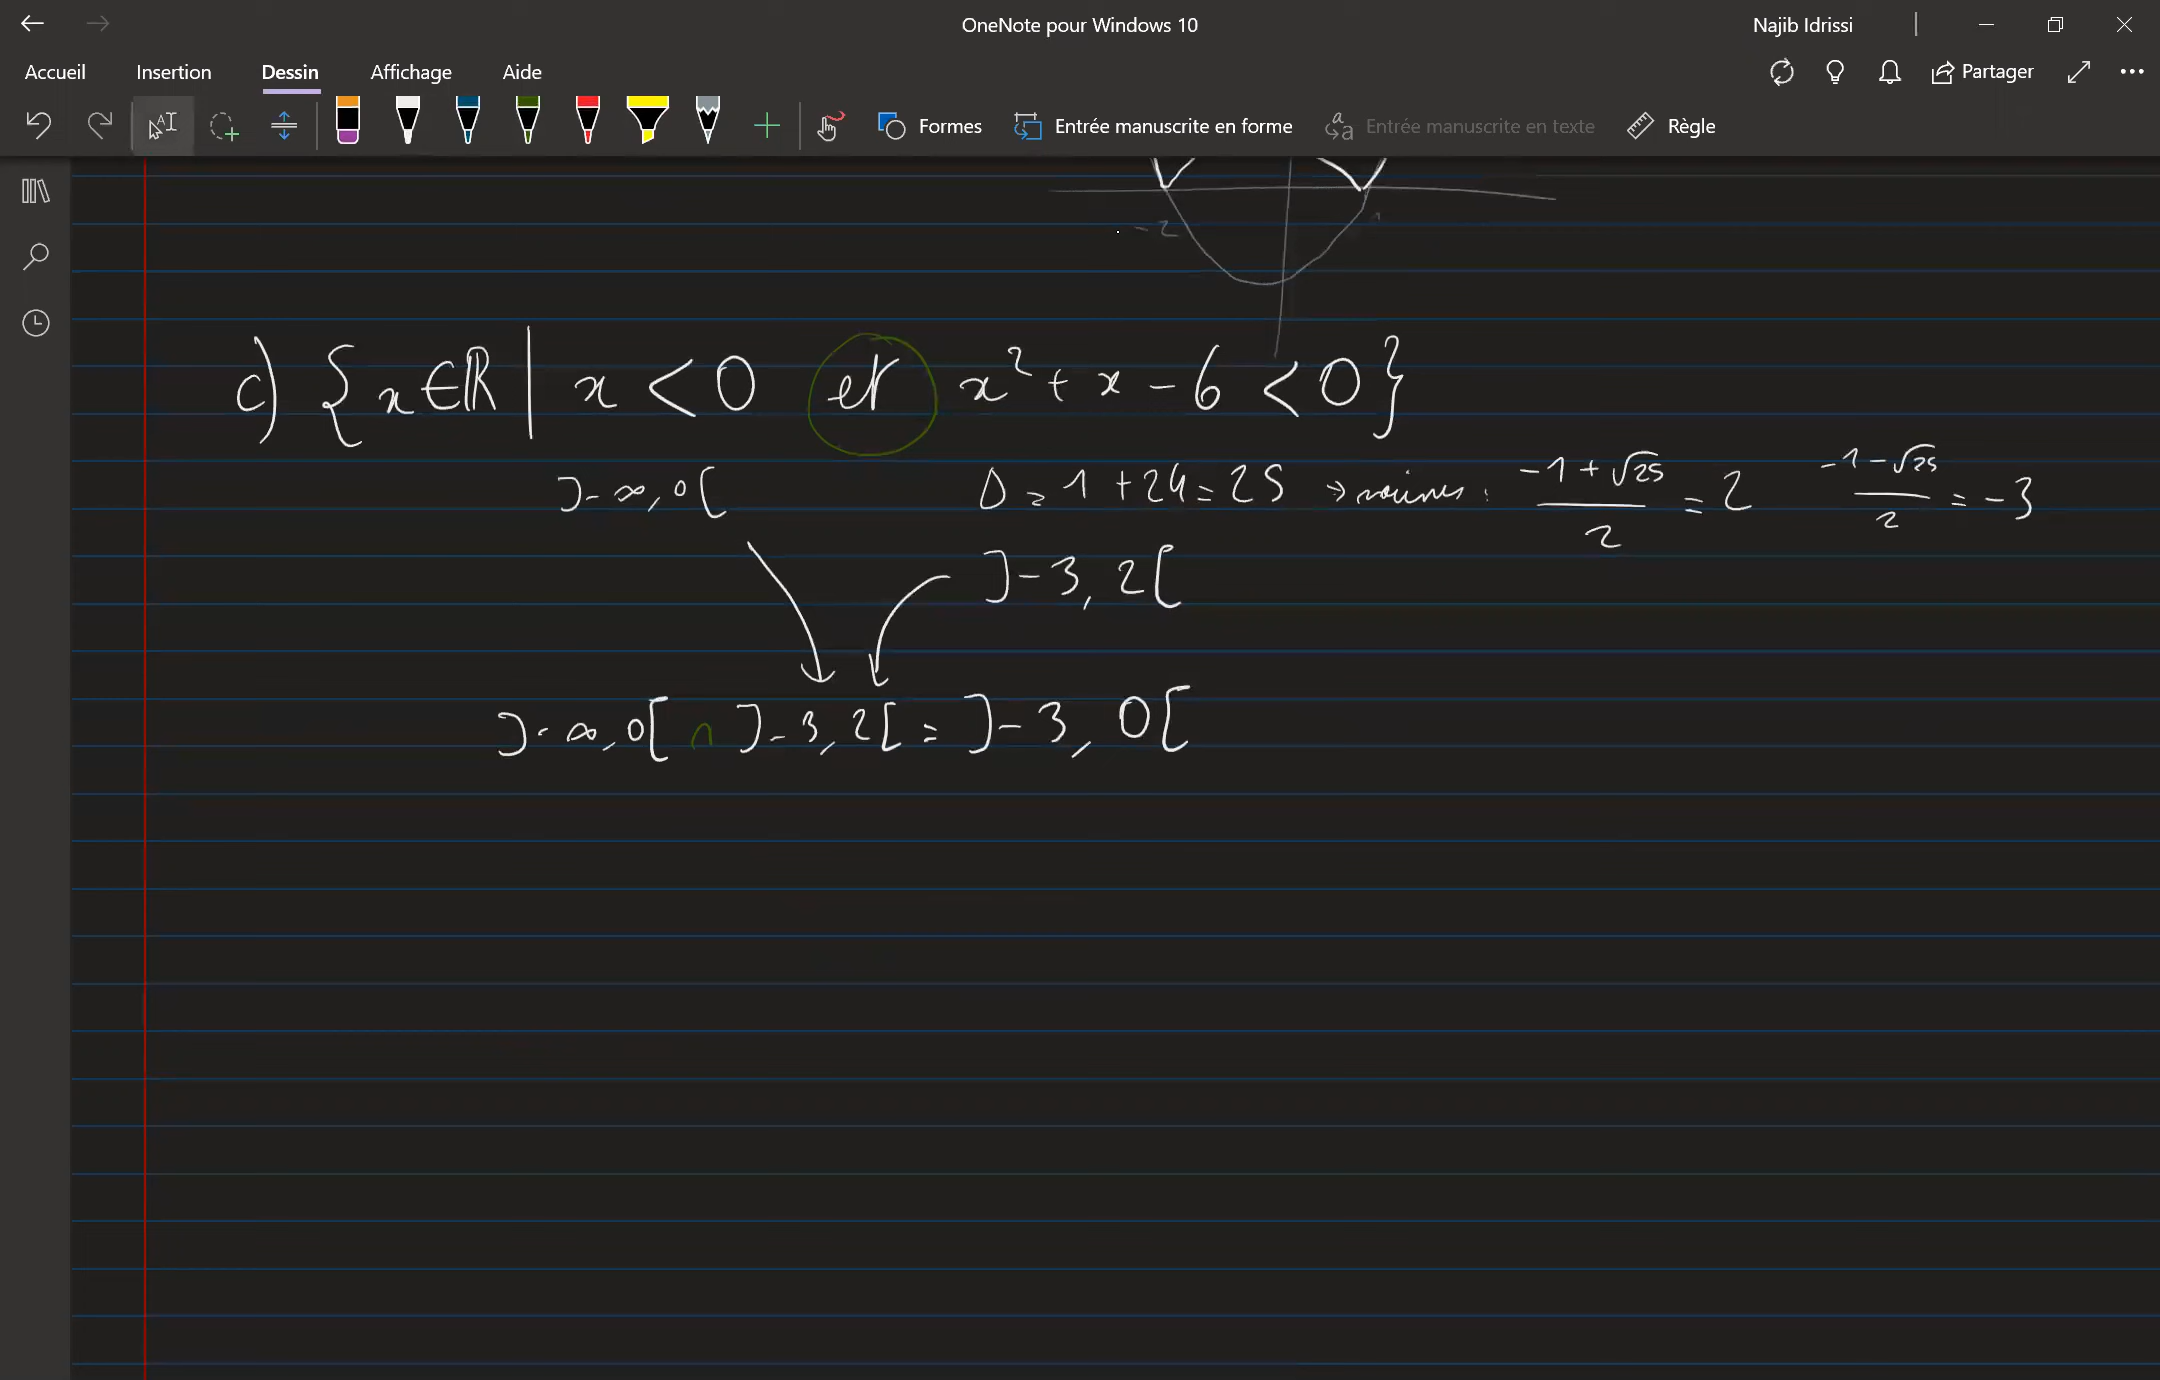 OneNote pour Windows 10
Najib Idrissi
Accueil Insertion Dessin Affichage Aide
Partager
Formes Entrée manuscrite en forme Entrée manuscrite en texte Règle
-2 1
c) {x∈ℝ | x < 0 et x² + x - 6 < 0}
]-∞, 0[ Δ = 1 + 24 = 25 → racines : (-1 + √25)/2 = 2 (-1 - √25)/2 = -3
]-3, 2[
]-∞, 0[ ∩ ]-3, 2[ = ]-3, 0[